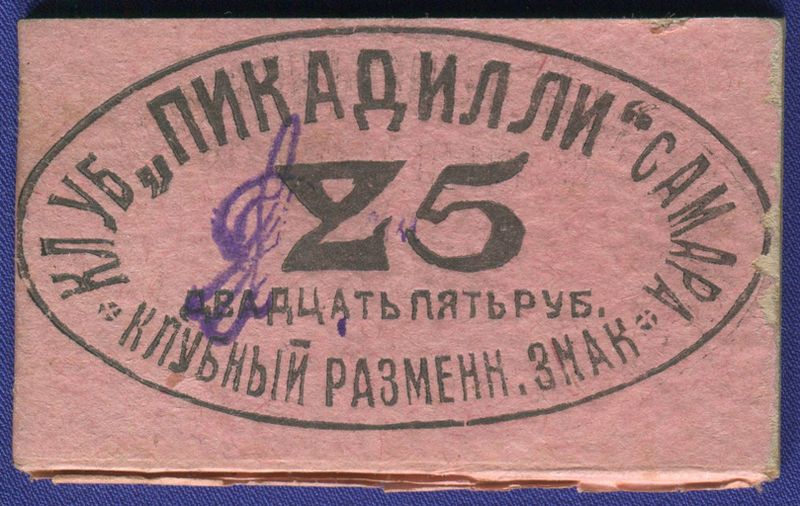 КЛУБ „ПИКАДИЛЛИ“ САМАРА
25
ДВАДЦАТЬ ПЯТЬ РУБ.
* КЛУБНЫЙ РАЗМЕНН. ЗНАК *